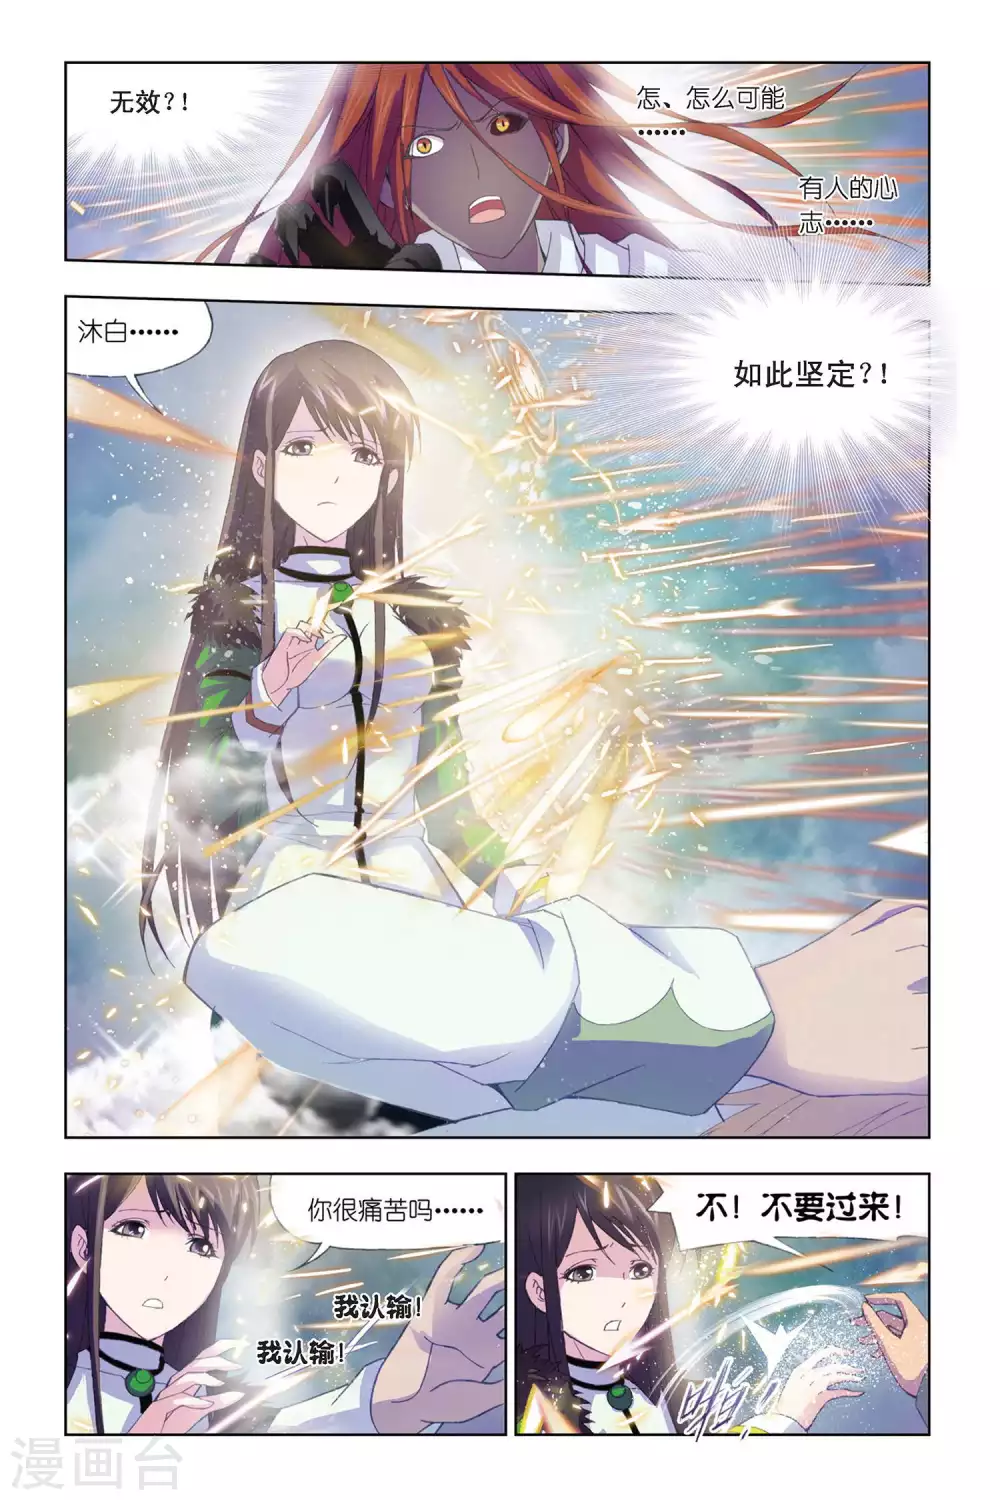 无效?!
怎、怎么可能
……
有人的心
志……
沐白……
如此坚定?!
你很痛苦吗……
我认输!
我认输!
不! 不要过来!
啪
漫画台